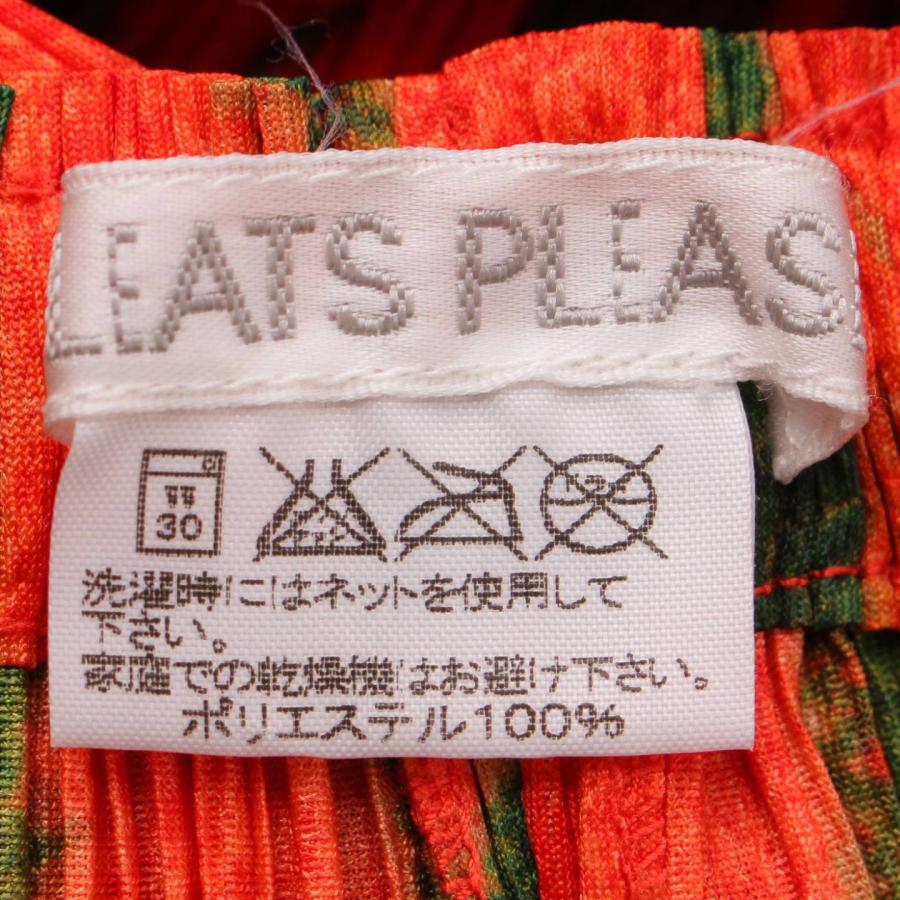 LEATS PLEAS
30
洗濯時にはネットを使用して
下さい。
家庭での乾燥機はお避け下さい。
ポリエステル100%